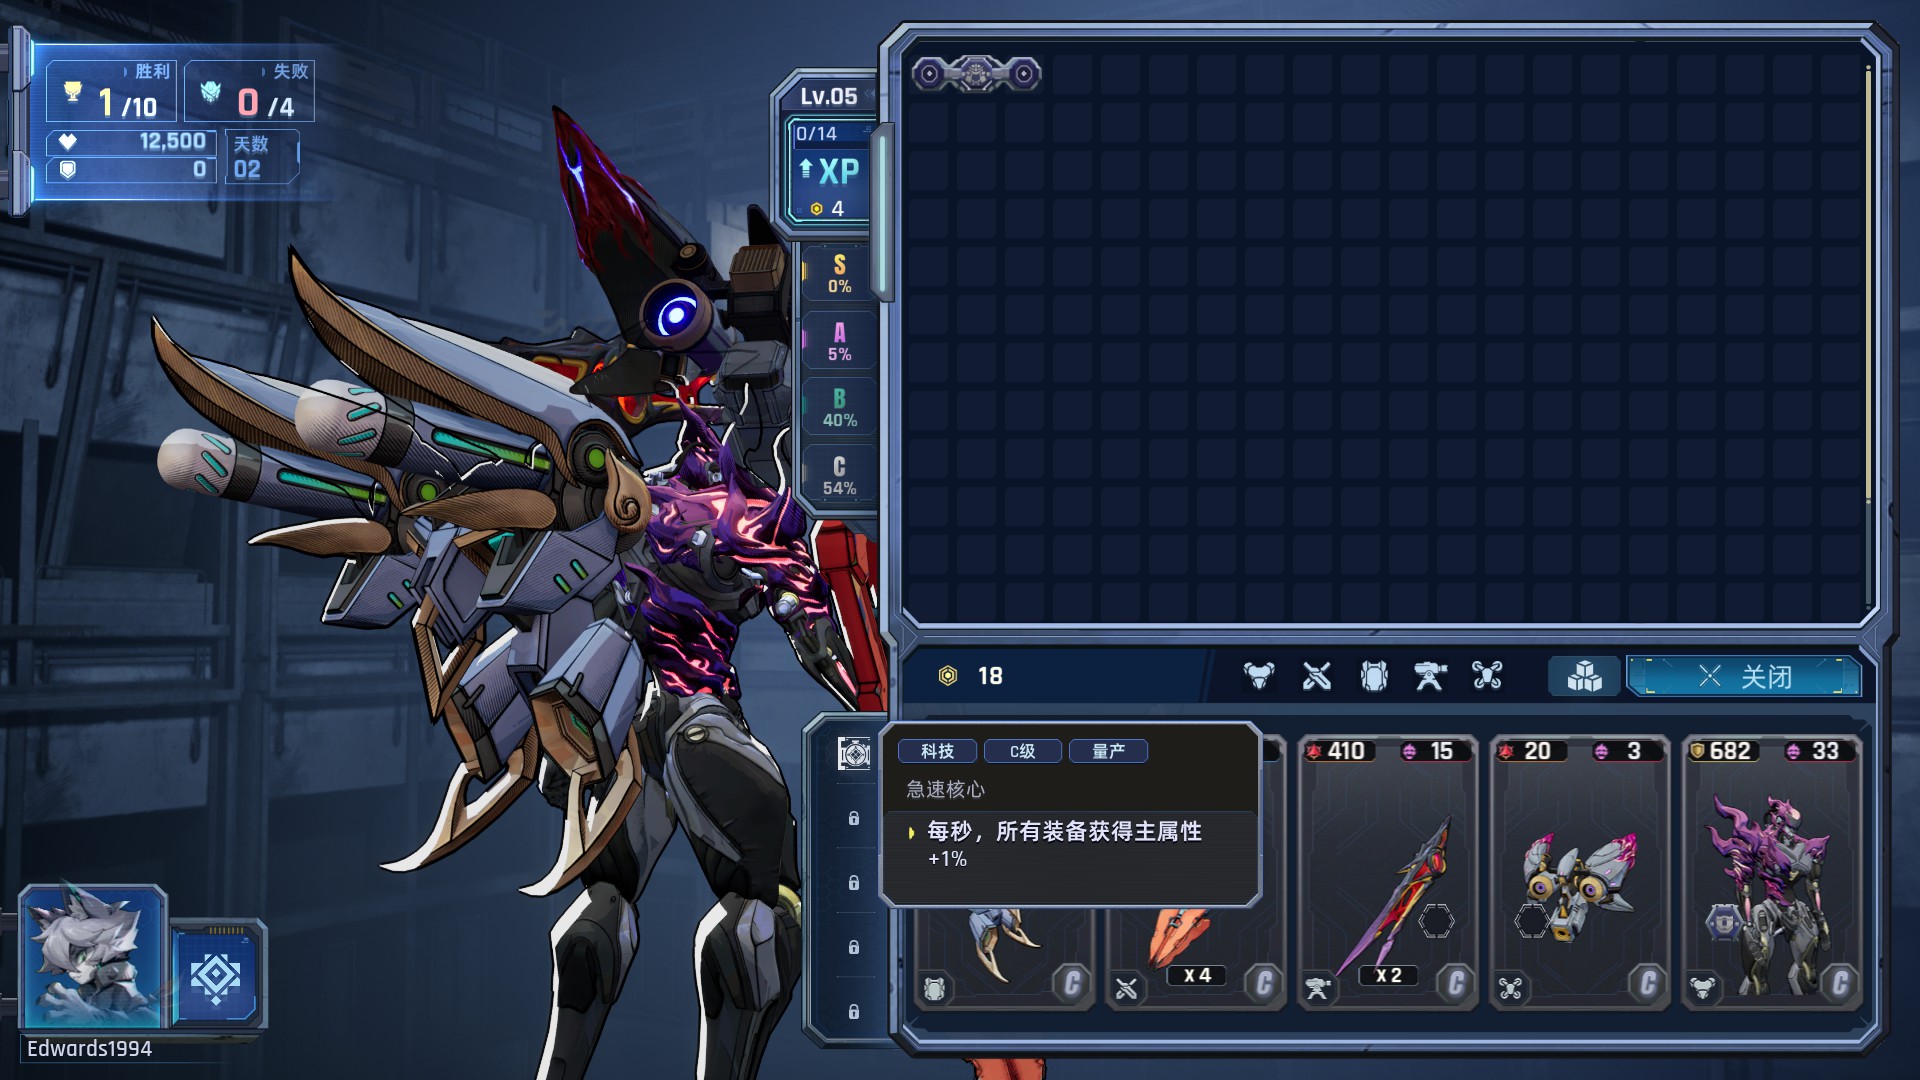 胜利
1/10
失败
0/4
12,500
0
天数
02
Lv.05
0/14
XP
4
S
0%
A
5%
B
40%
C
54%
18
关闭
科技
C级
量产
急速核心
每秒，所有装备获得主属性
+1%
410
15
20
3
682
33
C
x4
C
x2
C
C
C
Edwards1994